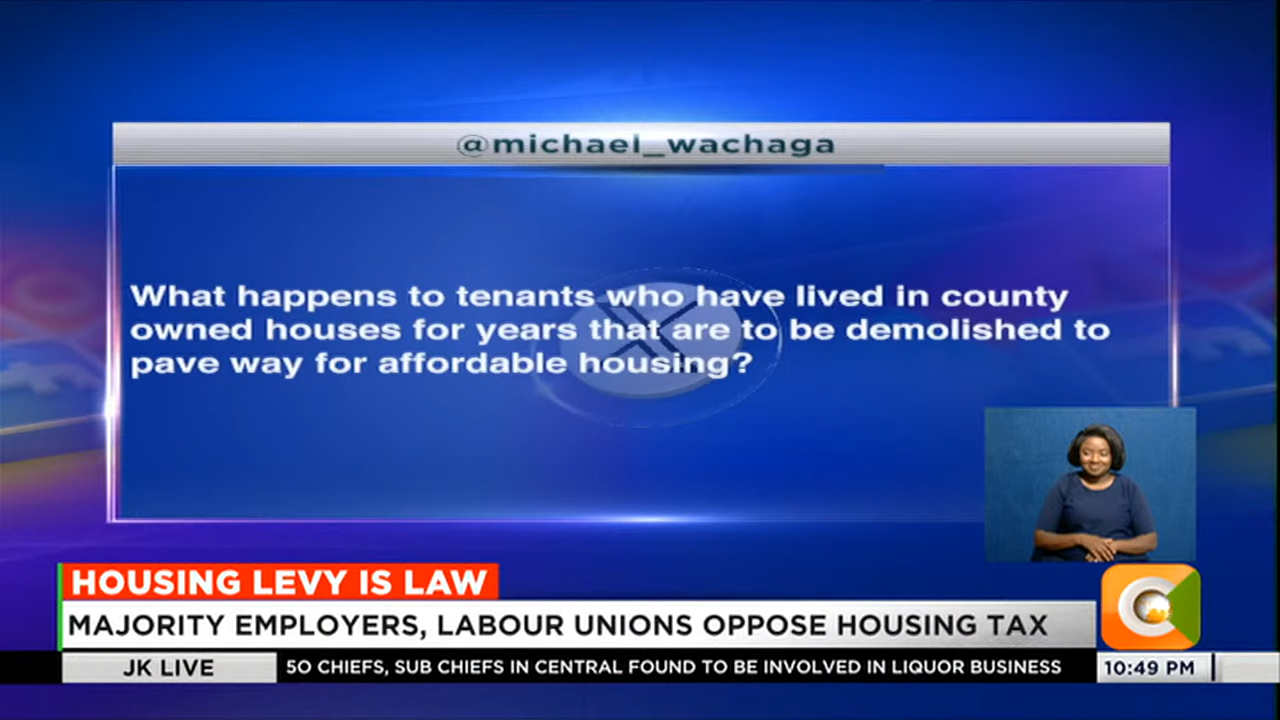 @michael_wachaga
What happens to tenants who have lived in county
owned houses for years that are to be demolished to
pave way for affordable housing?
HOUSING LEVY IS LAW
MAJORITY EMPLOYERS, LABOUR UNIONS OPPOSE HOUSING TAX
JK LIVE
50 CHIEFS, SUB CHIEFS IN CENTRAL FOUND TO BE INVOLVED IN LIQUOR BUSINESS
10:49 PM